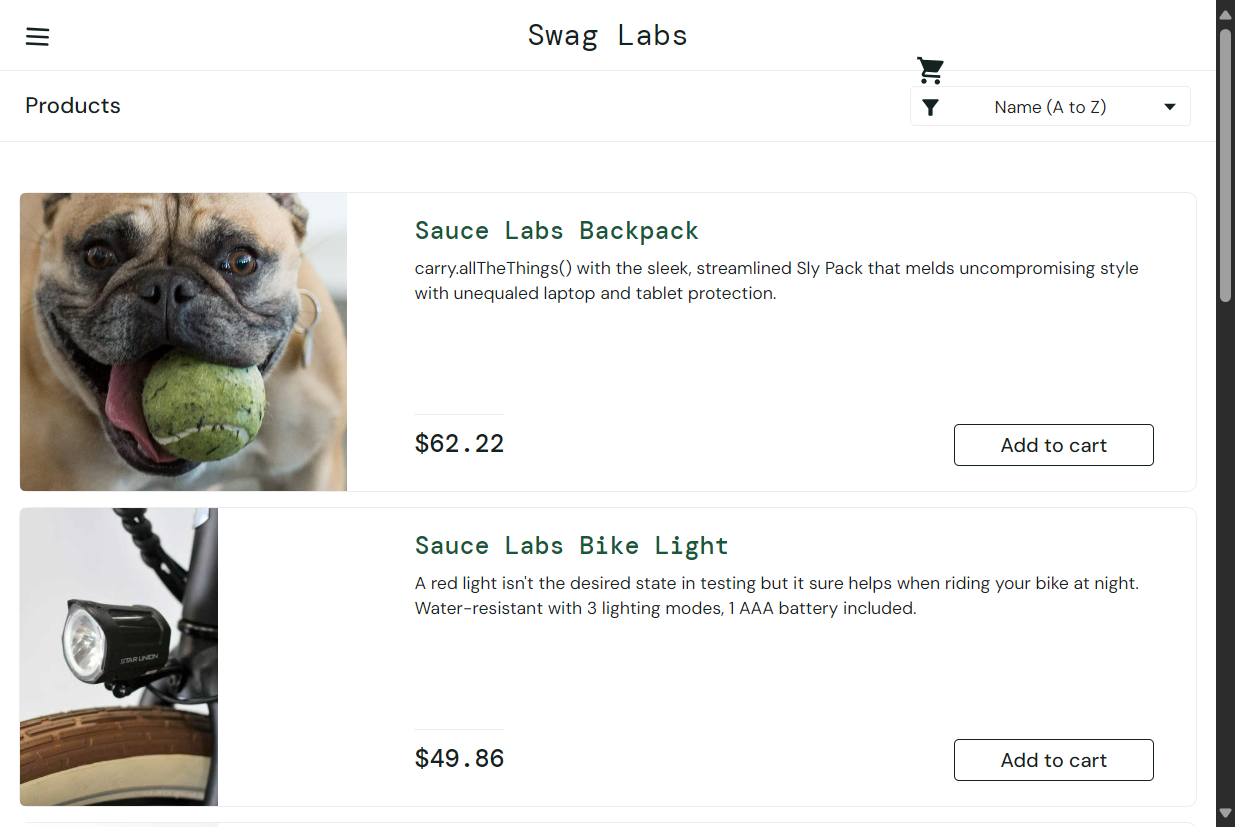 Swag Labs
Products
Name (A to Z)
Sauce Labs Backpack
carry.allTheThings() with the sleek, streamlined Sly Pack that melds uncompromising style
with unequaled laptop and tablet protection.
$62.22
Add to cart
Sauce Labs Bike Light
A red light isn't the desired state in testing but it sure helps when riding your bike at night.
Water-resistant with 3 lighting modes, 1 AAA battery included.
STAR UNION
$49.86
Add to cart